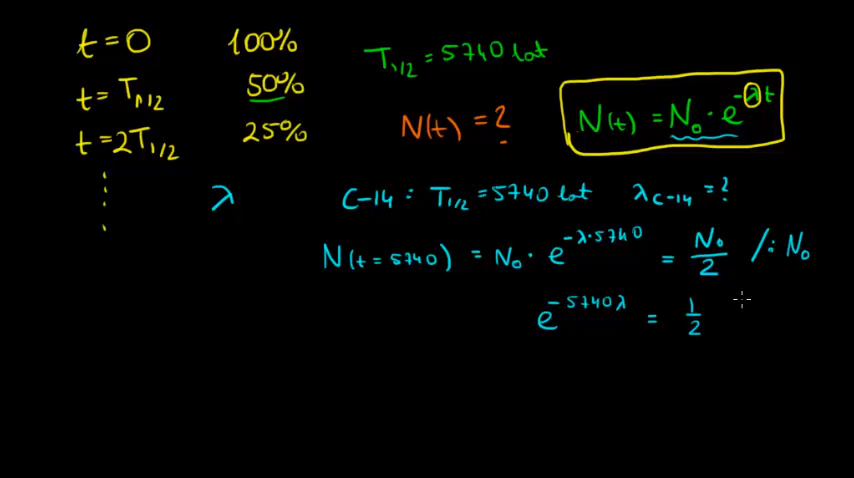 t = 0 100%
t = T1/2 50%
t = 2T1/2 25%
T1/2 = 5740 lat
N(t) = ?
N(t) = N₀ · e^-λt
λ
C-14 : T1/2 = 5740 lat λC-14 = ?
N(t = 5740) = N₀ · e^-λ·5740 = N₀/2 /: N₀
e^-5740λ = 1/2